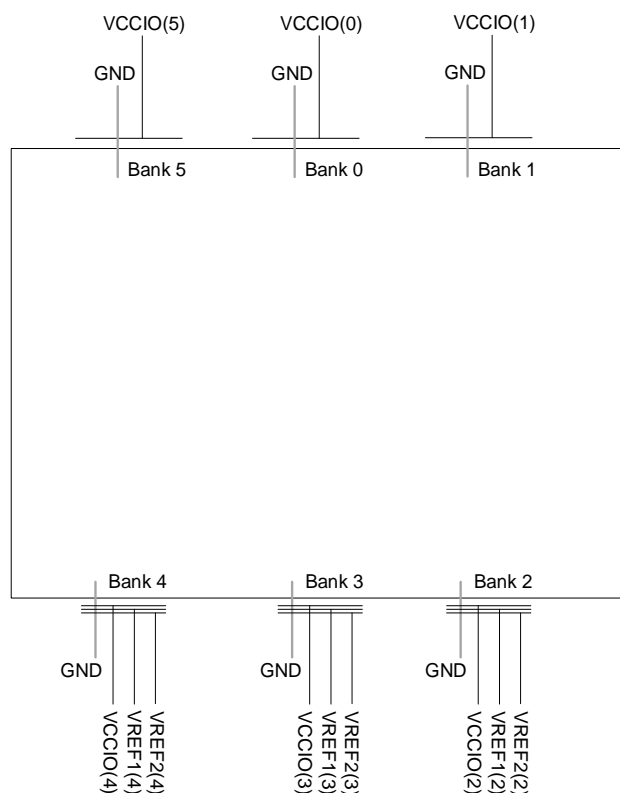 VCCIO(5) VCCIO(0) VCCIO(1)
GND GND GND
Bank 5 Bank 0 Bank 1
Bank 4 Bank 3 Bank 2
GND GND GND
VCCIO(4)
VREF1(4)
VREF2(4)
VCCIO(3)
VREF1(3)
VREF2(3)
VCCIO(2)
VREF1(2)
VREF2(2)